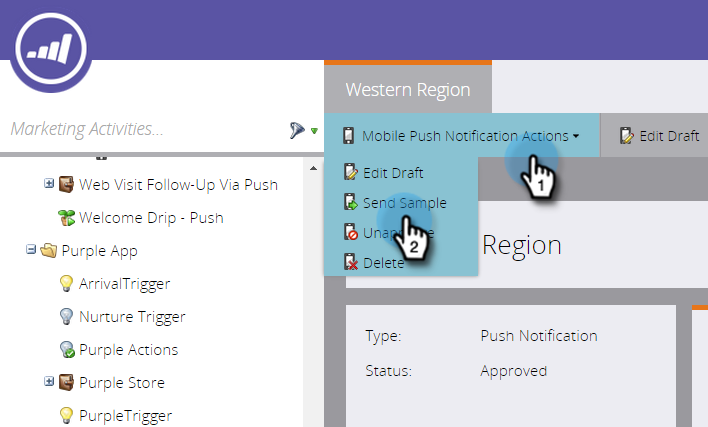 Western Region
Marketing Activities...
Mobile Push Notification Actions
Edit Draft
1
Web Visit Follow-Up Via Push
Edit Draft
Send Sample
Welcome Drip - Push
2
Purple App
Region
Delete
ArrivalTrigger
Nurture Trigger
Type: Push Notification
Purple Actions
Status: Approved
Purple Store
PurpleTrigger